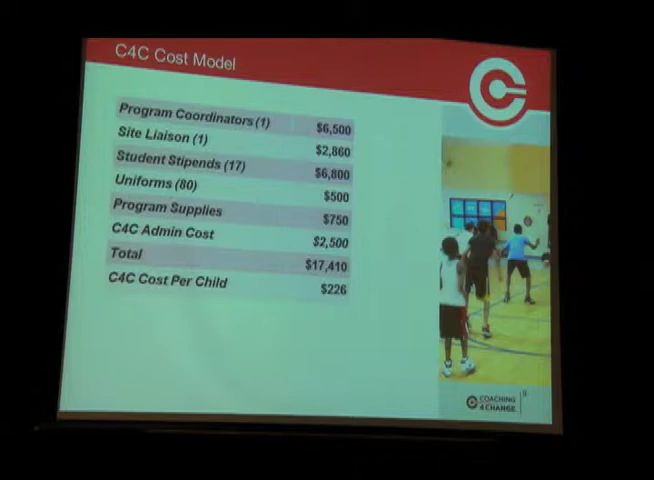 C4C Cost Model
Program Coordinators (1) $6,500
Site Liaison (1) $2,860
Student Stipends (17) $6,800
Uniforms (80) $500
Program Supplies $750
C4C Admin Cost $2,500
Total $17,410
C4C Cost Per Child $226
COACHING
4CHANGE